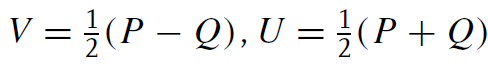 V = ½(P − Q), U = ½(P + Q)